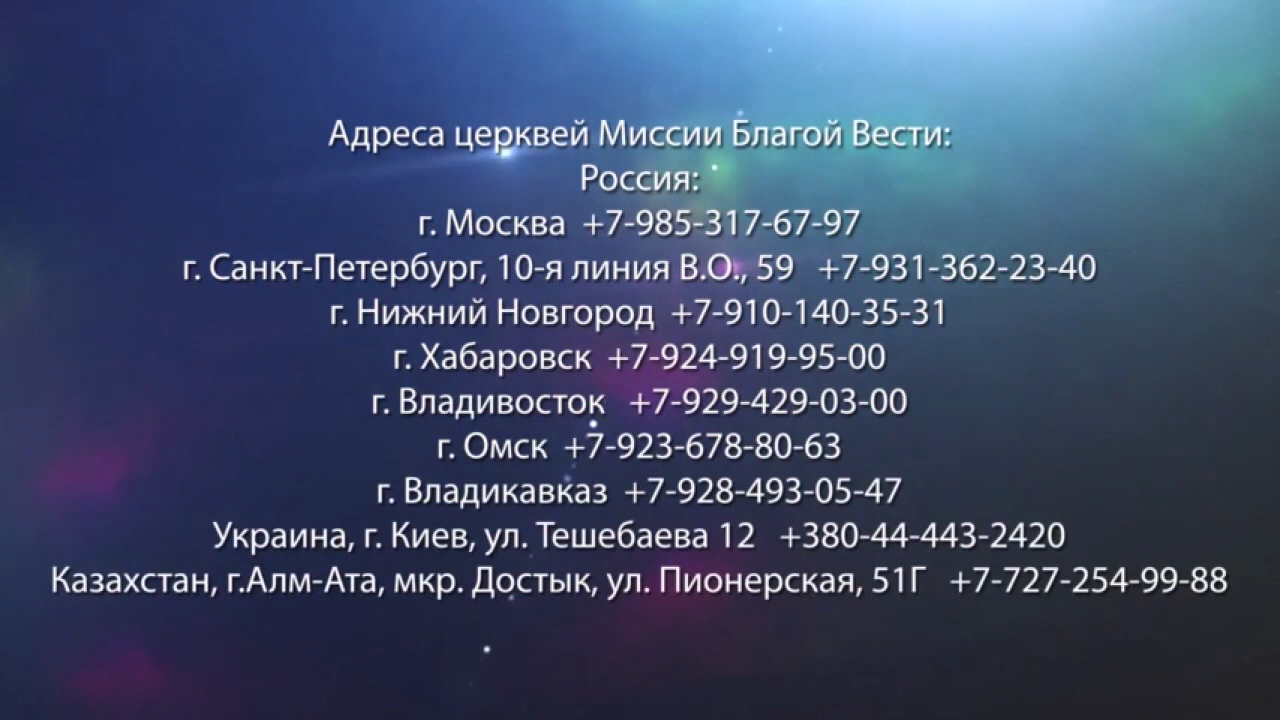 Адреса церквей Миссии Благой Вести:
Россия:
г. Москва +7-985-317-67-97
г. Санкт-Петербург, 10-я линия В.О., 59 +7-931-362-23-40
г. Нижний Новгород +7-910-140-35-31
г. Хабаровск +7-924-919-95-00
г. Владивосток +7-929-429-03-00
г. Омск +7-923-678-80-63
г. Владикавказ +7-928-493-05-47
Украина, г. Киев, ул. Тешебаева 12 +380-44-443-2420
Казахстан, г.Алм-Ата, мкр. Достык, ул. Пионерская, 51Г +7-727-254-99-88